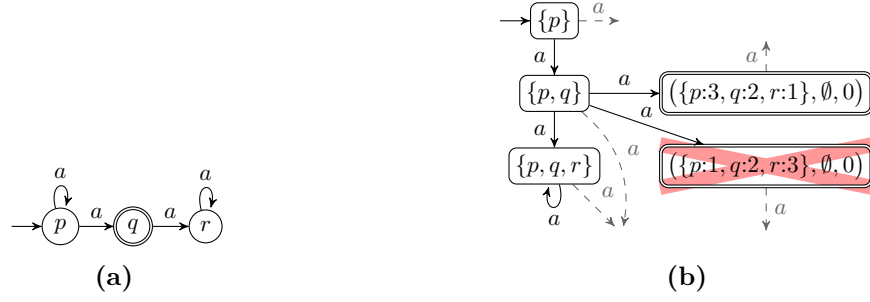 {p}
a
a
a
{p, q}
a
({p:3, q:2, r:1}, ∅, 0)
a
a
a
{p, q, r}
({p:1, q:2, r:3}, ∅, 0)
a
a
a
a
a
p
a
q
a
r
(a)
(b)